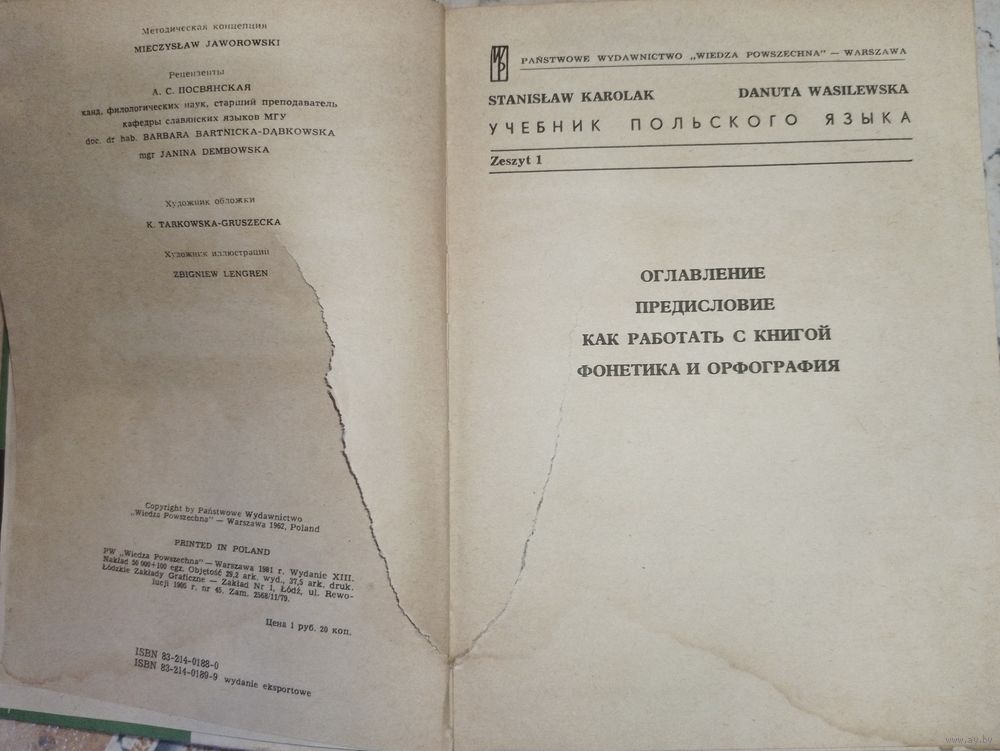 Методическая концепция
MIECZYSŁAW JAWOROWSKI
Рецензенты
А. С. ПОСВЯНСКАЯ
канд. филологических наук, старший преподаватель
кафедры славянских языков МГУ
doc. dr hab. BARBARA BARTNICKA-DĄBKOWSKA
mgr JANINA DEMBOWSKA
Художник обложки
K. TARKOWSKA-GRUSZECKA
Художник иллюстрации
ZBIGNIEW LENGREN
Copyright by Państwowe Wydawnictwo
„Wiedza Powszechna” — Warszawa 1962, Poland
PRINTED IN POLAND
PW „Wiedza Powszechna” — Warszawa 1981 r. Wydanie XIII.
Nakład 50 000+100 egz. Objętość 29,2 ark. wyd., 37,5 ark. druk.
Łódzkie Zakłady Graficzne — Zakład Nr 1, Łódź, ul. Rewo-
lucji 1905 r. nr 45. Zam. 2568/11/79.
Цена 1 руб. 20 коп.
ISBN 83-214-0188-0
ISBN 83-214-0189-9 wydanie eksportowe
WP
PAŃSTWOWE WYDAWNICTWO „WIEDZA POWSZECHNA” — WARSZAWA
STANISŁAW KAROLAK DANUTA WASILEWSKA
УЧЕБНИК ПОЛЬСКОГО ЯЗЫКА
Zeszyt 1
ОГЛАВЛЕНИЕ
ПРЕДИСЛОВИЕ
КАК РАБОТАТЬ С КНИГОЙ
ФОНЕТИКА И ОРФОГРАФИЯ
www.ay.by